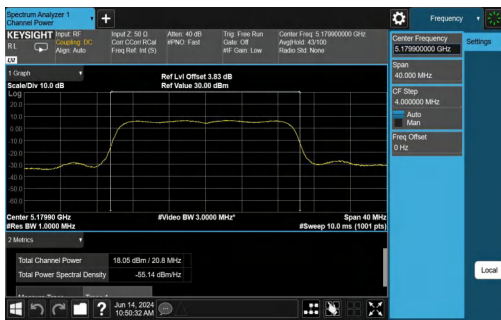 Spectrum Analyzer 1
Channel Power
+
Frequency
KEYSIGHT
RL
LVI
Input: RF
Coupling: DC
Align: Auto
Input Z: 50 Ω
Corr CCorr RCal
Freq Ref: Int (S)
Atten: 40 dB
#PNO: Fast
Trig: Free Run
Gate: Off
#IF Gain: Low
Center Freq: 5.179900000 GHz
Avg|Hold: 43/100
Radio Std: None
Center Frequency
5.179900000 GHz
Settings
Span
40.000 MHz
CF Step
4.000000 MHz
Auto
Man
Freq Offset
0 Hz
1 Graph
Scale/Div 10.0 dB
Ref Lvl Offset 3.83 dB
Ref Value 30.00 dBm
Log
20.0
10.0
0.00
-10.0
-20.0
-30.0
-40.0
-50.0
-60.0
Center 5.17990 GHz
#Res BW 1.0000 MHz
#Video BW 3.0000 MHz*
Span 40 MHz
#Sweep 10.0 ms (1001 pts)
2 Metrics
Total Channel Power 18.05 dBm / 20.8 MHz
Total Power Spectral Density -55.14 dBm/Hz
Local
?
Jun 14, 2024
10:50:32 AM